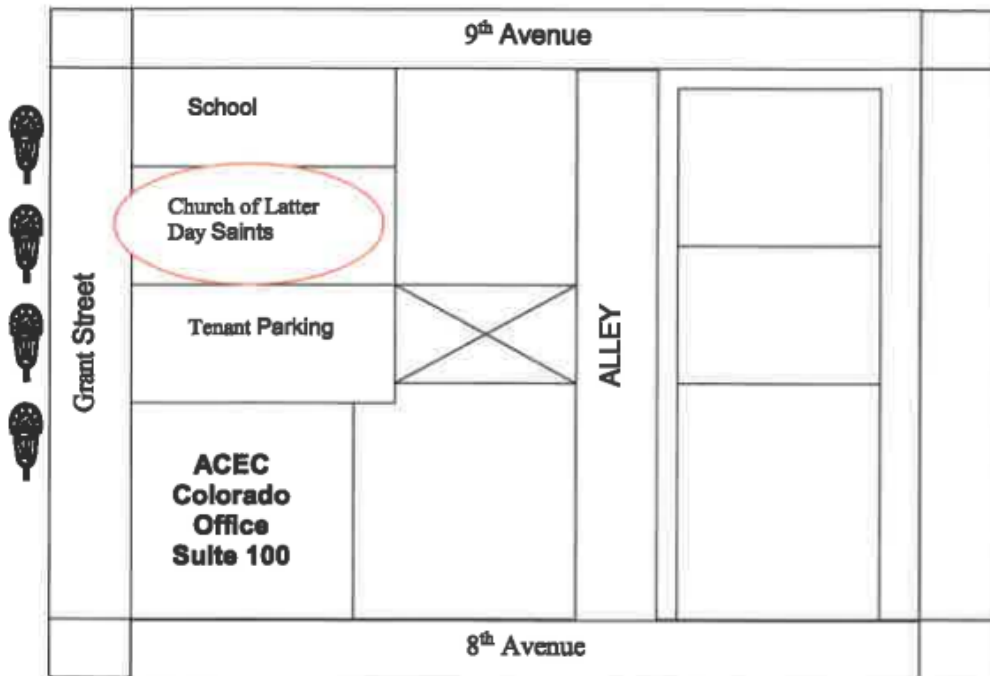 9th Avenue
School
Church of Latter
Day Saints
Grant Street
Tenant Parking
ALLEY
ACEC
Colorado
Office
Suite 100
8th Avenue